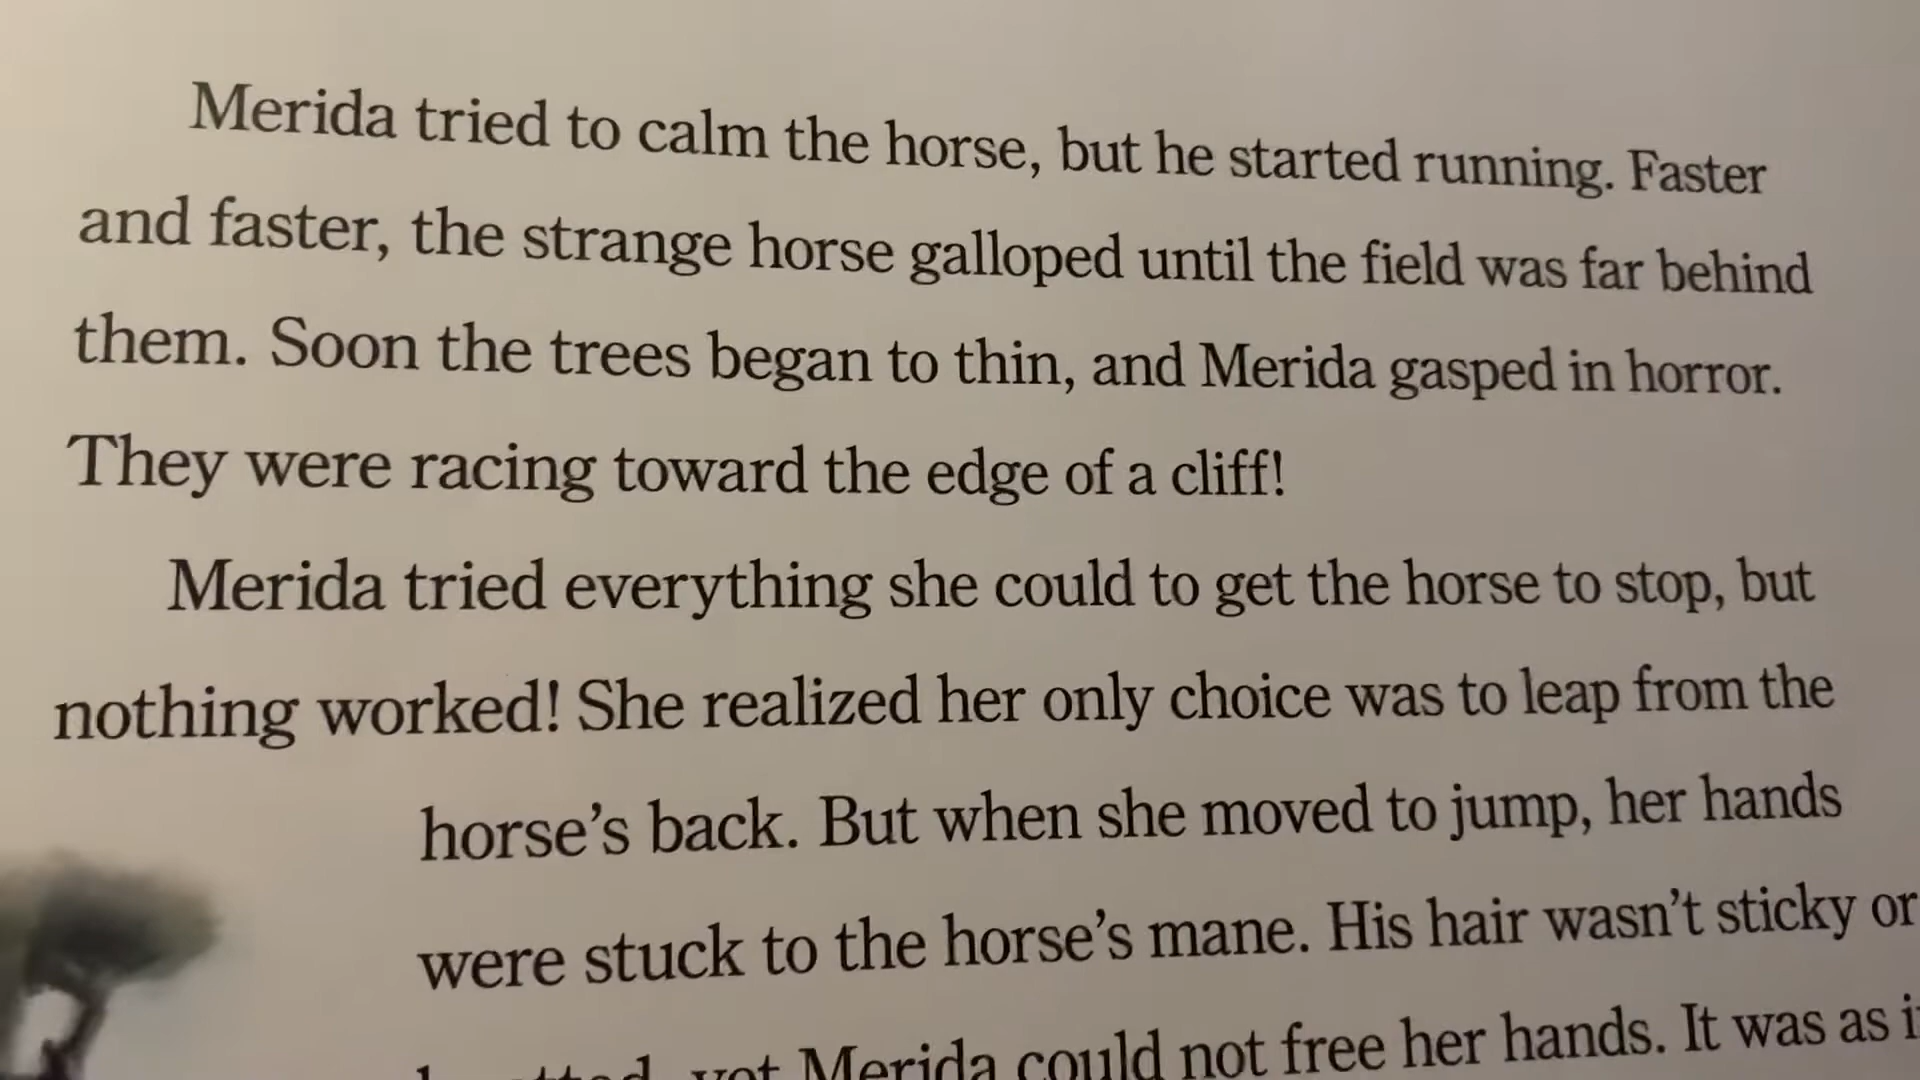 Merida tried to calm the horse, but he started running. Faster
and faster, the strange horse galloped until the field was far behind
them. Soon the trees began to thin, and Merida gasped in horror.
They were racing toward the edge of a cliff!
Merida tried everything she could to get the horse to stop, but
nothing worked! She realized her only choice was to leap from the
horse’s back. But when she moved to jump, her hands
were stuck to the horse’s mane. His hair wasn’t sticky or
yet Merida could not free her hands. It was as